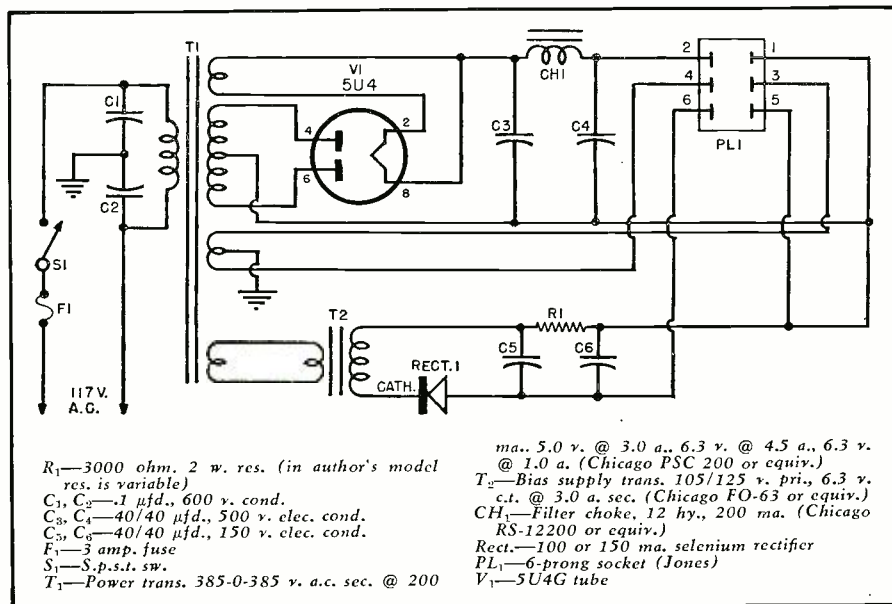 T1
V1
5U4
CH1
2
1
4
3
6
5
PL1
C1
C2
4
2
6
8
C3
C4
S1
F1
T2
R1
C5
C6
RECT.1
CATH.
117 V.
A.C.
R₁—3000 ohm. 2 w. res. (in author's model
res. is variable)
C₁, C₂—.1 µfd., 600 v. cond.
C₃, C₄—40/40 µfd., 500 v. elec. cond.
C₅, C₆—40/40 µfd., 150 v. elec. cond.
F₁—3 amp. fuse
S₁—S.p.s.t. sw.
T₁—Power trans. 385-0-385 v. a.c. sec. @ 200
ma.. 5.0 v. @ 3.0 a.. 6.3 v. @ 4.5 a., 6.3 v.
@ 1.0 a. (Chicago PSC 200 or equiv.)
T₂—Bias supply trans. 105/125 v. pri., 6.3 v.
c.t. @ 3.0 a. sec. (Chicago FO-63 or equiv.)
CH₁—Filter choke, 12 hy., 200 ma. (Chicago
RS-12200 or equiv.)
Rect.—100 or 150 ma. selenium rectifier
PL₁—6-prong socket (Jones)
V₁—5U4G tube